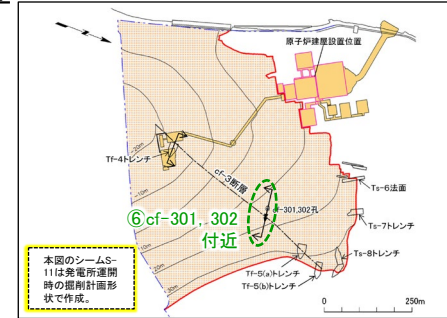 原子炉建屋設置位置
-20m
Tf-4トレンチ
-10m
cf-3断層
Ts-6法面
cf-301,302孔
⑥cf-301, 302
付近
Ts-7トレンチ
Ts-8トレンチ
Tf-5(a)トレンチ
Tf-5(b)トレンチ
本図のシームS-
11は発電所運開
時の掘削計画形
状で作成。
0 250m